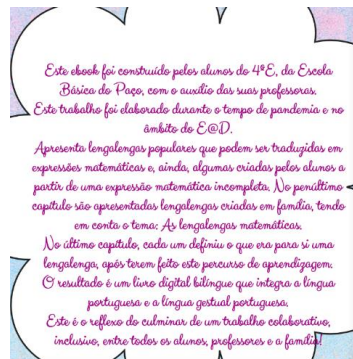 Este ebook foi construído pelos alunos do 4ºE, da Escola
Básica do Paço, com o auxílio das suas professoras.
Este trabalho foi elaborado durante o tempo de pandemia e no
âmbito do E@D.
Apresenta lengalengas populares que podem ser traduzidas em
expressões matemáticas e, ainda, algumas criadas pelos alunos a
partir de uma expressão matemática incompleta. No penúltimo
capítulo são apresentadas lengalengas criadas em família, tendo
em conta o tema: As lengalengas matemáticas.
No último capítulo, cada um definiu o que era para si uma
lengalenga, após terem feito este percurso de aprendizagem.
O resultado é um livro digital bilingue que integra a língua
portuguesa e a língua gestual portuguesa.
Este é o reflexo do culminar de um trabalho colaborativo,
inclusivo, entre todos os alunos, professores e a família!